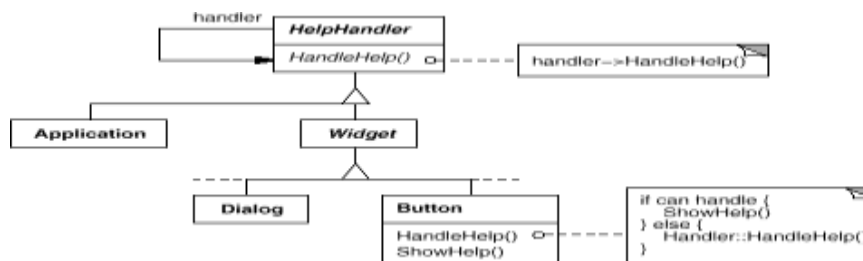 handler
HelpHandler
HandleHelp()
handler->HandleHelp()
Application
Widget
Dialog
Button
HandleHelp()
ShowHelp()
if can handle {
ShowHelp()
} else {
Handler::HandleHelp()
}